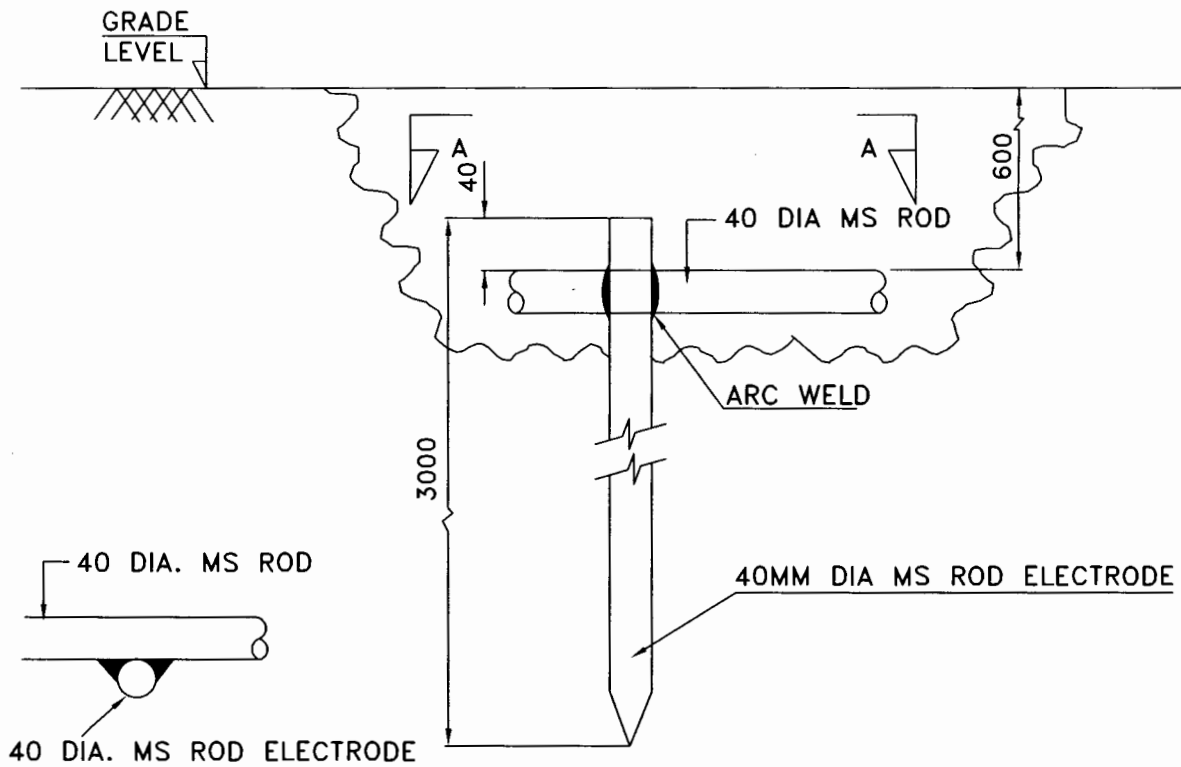 GRADE
LEVEL
A
A
40
600
40 DIA MS ROD
ARC WELD
3000
40 DIA. MS ROD
40MM DIA MS ROD ELECTRODE
40 DIA. MS ROD ELECTRODE